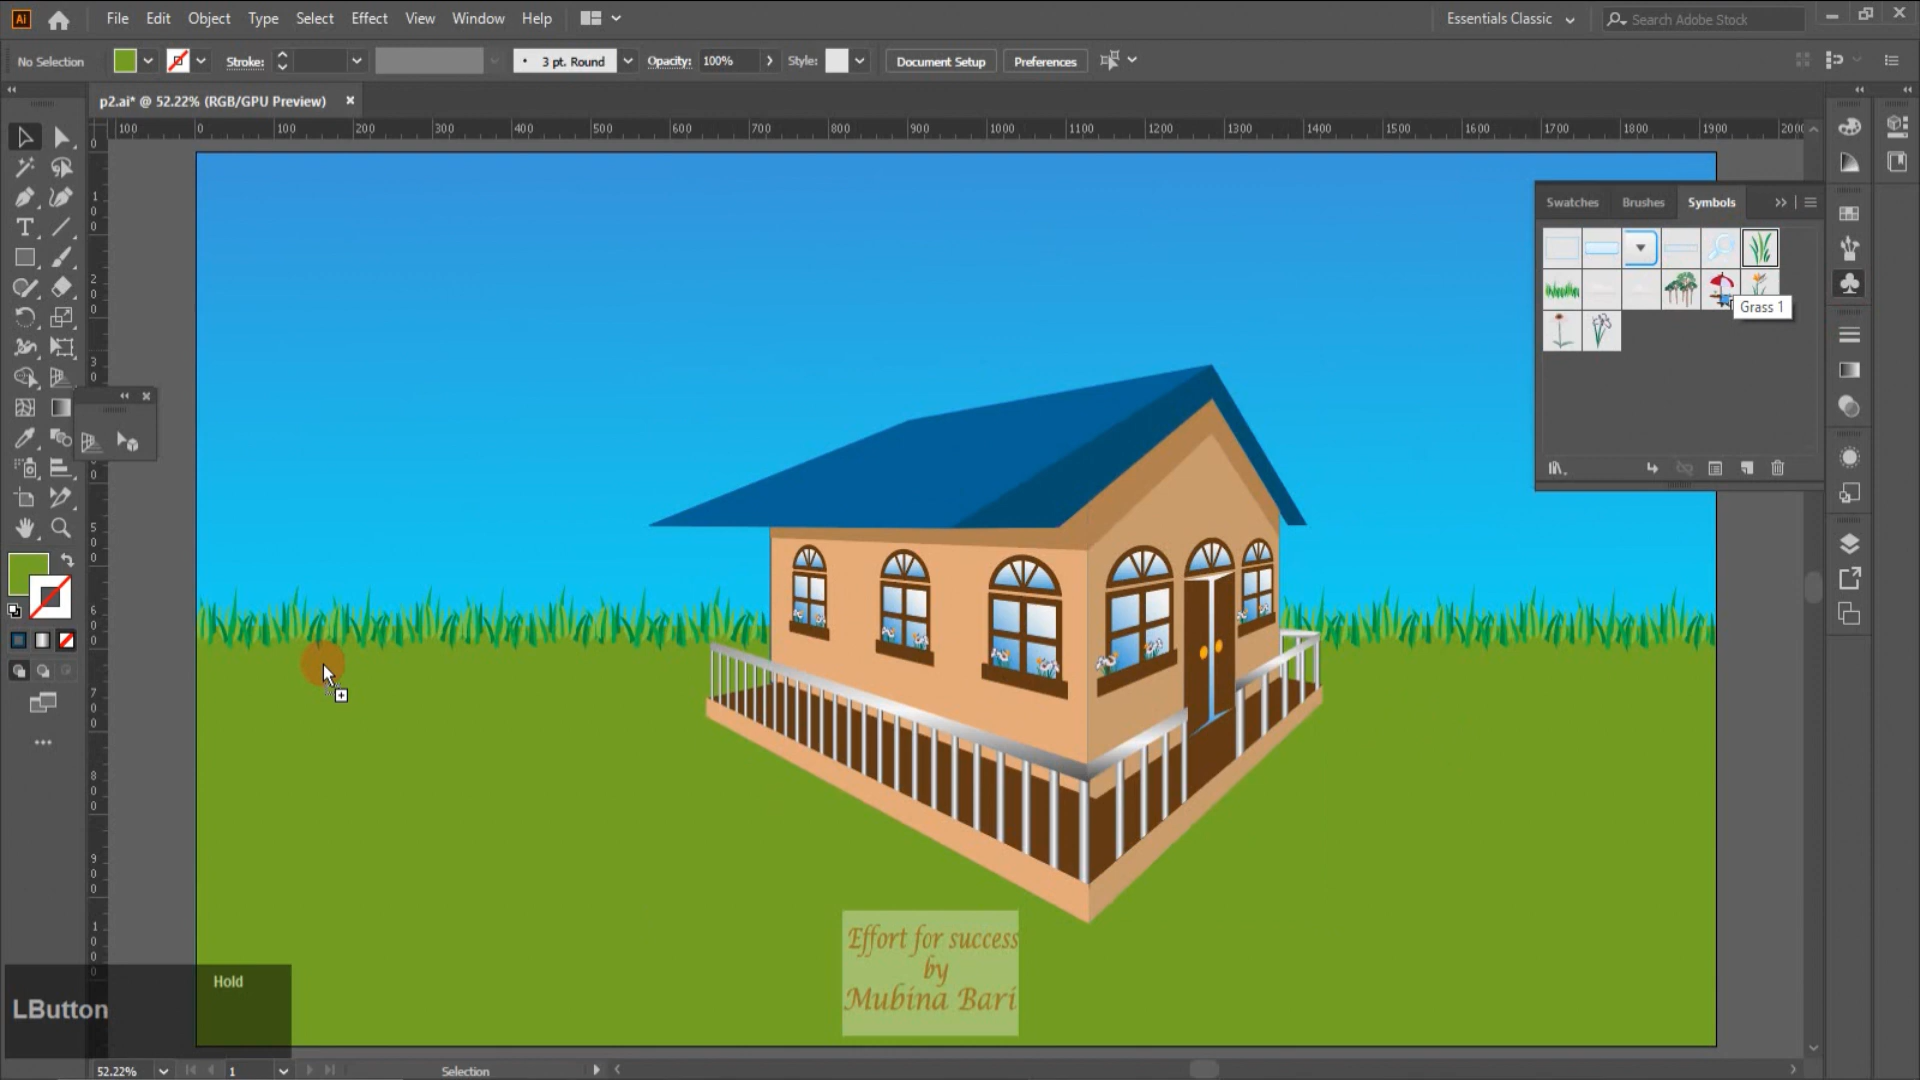 Ai File Edit Object Type Select Effect View Window Help Essentials Classic Search Adobe Stock
No Selection Stroke: 3 pt. Round Opacity: 100% Style: Document Setup Preferences
p2.ai* @ 52.22% (RGB/GPU Preview)
100 0 100 200 300 400 500 600 700 800 900 1000 1100 1200 1300 1400 1500 1600 1700 1800 1900 2000
Swatches Brushes Symbols
Grass 1
Effort for success
by
Mubina Bari
Hold
LButton
52.22% 1 Selection